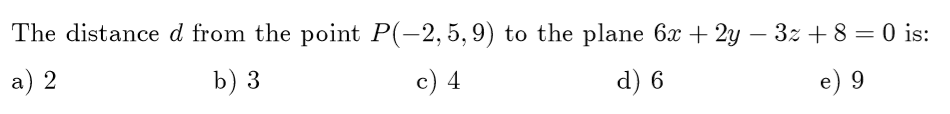 The distance d from the point P(−2, 5, 9) to the plane 6x + 2y − 3z + 8 = 0 is:
a) 2 b) 3 c) 4 d) 6 e) 9